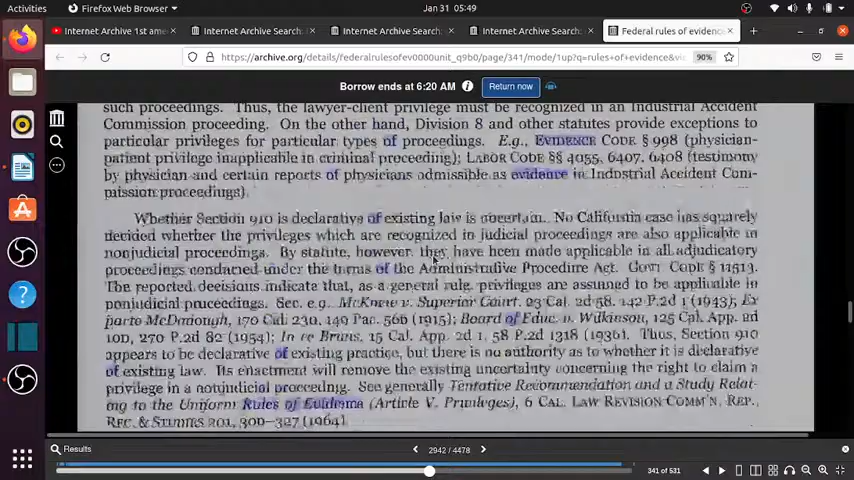 Activities
Firefox Web Browser
Jan 31 05:49
Internet Archive 1st ame
Internet Archive Search:
Internet Archive Search:
Internet Archive Search:
Federal rules of evidenc
https://archive.org/details/federalrulesofev0000unit_q9b0/page/341/mode/1up?q=rules+of+evidence&vi
90%
Borrow ends at 6:20 AM
Return now
such proceedings. Thus, the lawyer-client privilege must be recognized in an Industrial Accident
Commission proceeding. On the other hand, Division 8 and other statutes provide exceptions to
particular privileges for particular types of proceedings. E.g., EVIDENCE CODE § 998 (physician-
patient privilege inapplicable in criminal proceeding); LABOR CODE §§ 4055, 6407, 6408 (testimony
by physician and certain reports of physicians admissible as evidence in Industrial Accident Com-
mission proceedings).
Whether Section 910 is declarative of existing law is uncertain. No California case has squarely
decided whether the privileges which are recognized in judicial proceedings are also applicable in
nonjudicial proceedings. By statute, however, they have been made applicable in all adjudicatory
proceedings conducted under the terms of the Administrative Procedure Act. GOVT. CODE § 11513.
The reported decisions indicate that, as a general rule, privileges are assumed to be applicable in
nonjudicial proceedings. See, e.g., McKnew v. Superior Court, 23 Cal. 2d 58, 142 P.2d 1 (1943); Ex
parte McDonough, 170 Cal. 230, 149 Pac. 566 (1915); Board of Educ. v. Wilkinson, 125 Cal. App. 2d
100, 270 P.2d 82 (1954); In re Bruns, 15 Cal. App. 2d 1, 58 P.2d 1318 (1936). Thus, Section 910
appears to be declarative of existing practice, but there is no authority as to whether it is declarative
of existing law. Its enactment will remove the existing uncertainty concerning the right to claim a
privilege in a nonjudicial proceeding. See generally Tentative Recommendation and a Study Relat-
ing to the Uniform Rules of Evidence (Article V. Privileges), 6 CAL. LAW REVISION COMM'N, REP.,
REC. & STUDIES 201, 309–327 (1964)
Results
2942 / 4478
341 of 531